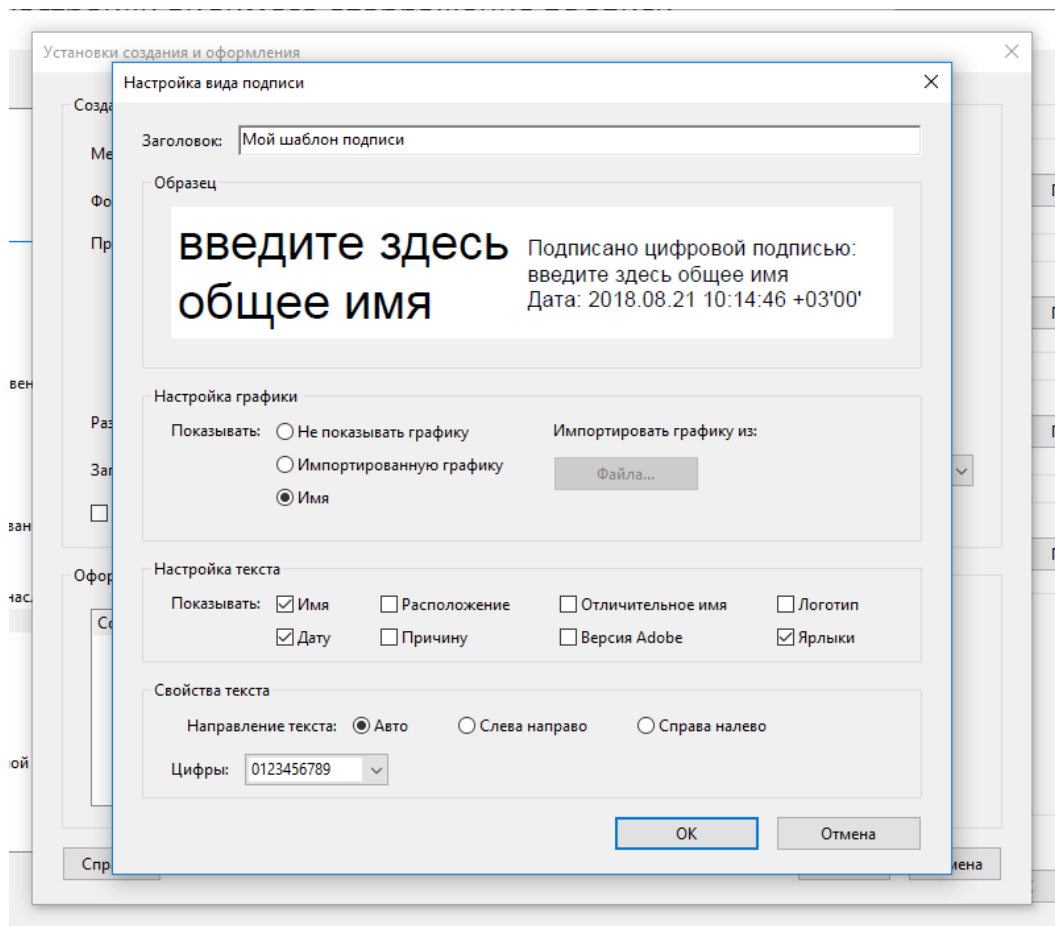 Установки создания и оформления
Настройка вида подписи
Заголовок: Мой шаблон подписи
Образец
введите здесь
общее имя
Подписано цифровой подписью:
введите здесь общее имя
Дата: 2018.08.21 10:14:46 +03'00'
Настройка графики
Показывать: Не показывать графику
Импортированную графику
Имя
Импортировать графику из:
Файла...
Настройка текста
Показывать: Имя Расположение Отличительное имя Логотип
Дату Причину Версия Adobe Ярлыки
Свойства текста
Направление текста: Авто Слева направо Справа налево
Цифры: 0123456789
OK Отмена